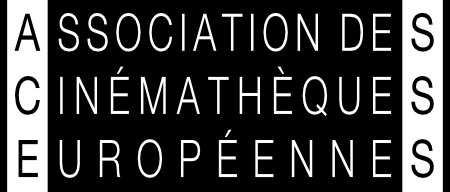 ASSOCIATION DES
CINÉMATHÈQUES
EUROPÉENNES